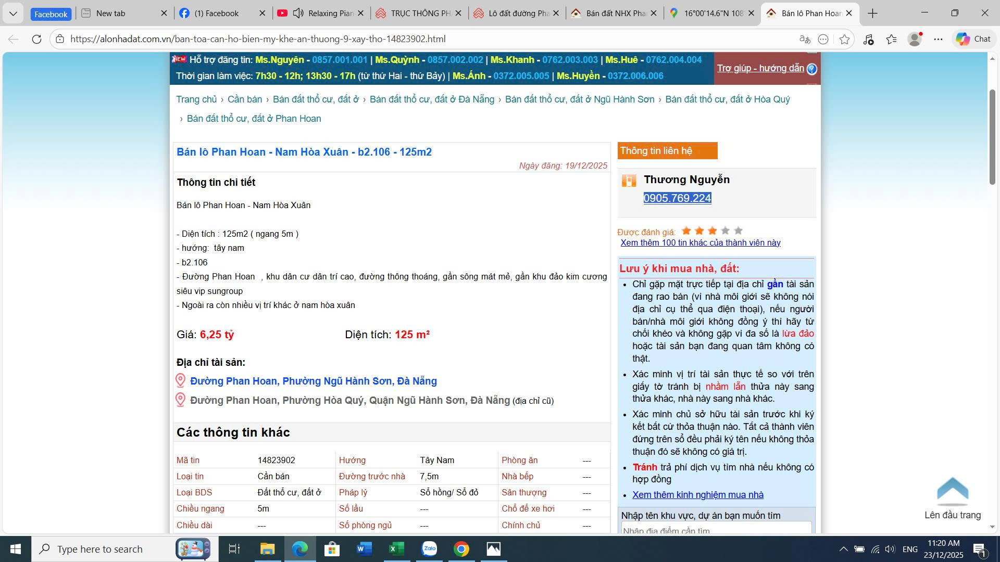 Facebook
New tab
(1) Facebook
Relaxing Pian
TRỤC THÔNG PH
Lô đất đường Pha
Bán đất NHX Phan
16°00'14.6"N 108°
Bán lô Phan Hoan
https://alonhadat.com.vn/ban-toa-can-ho-bien-my-khe-an-thuong-9-xay-tho-14823902.html
Chat
NEW Hỗ trợ đăng tin: Ms.Nguyên - 0857.001.001 | Ms.Quỳnh - 0857.002.002 | Ms.Khanh - 0762.003.003 | Ms.Huê - 0762.004.004
Thời gian làm việc: 7h30 - 12h; 13h30 - 17h (từ thứ Hai - thứ Bảy) | Ms.Ánh - 0372.005.005 | Ms.Huyền - 0372.006.006
Trợ giúp - hướng dẫn ?
Trang chủ › Cần bán › Bán đất thổ cư, đất ở › Bán đất thổ cư, đất ở Đà Nẵng › Bán đất thổ cư, đất ở Ngũ Hành Sơn › Bán đất thổ cư, đất ở Hòa Quý
› Bán đất thổ cư, đất ở Phan Hoan
Bán lô Phan Hoan - Nam Hòa Xuân - b2.106 - 125m2
Ngày đăng: 19/12/2025
Thông tin chi tiết
Bán lô Phan Hoan - Nam Hòa Xuân
- Diện tích : 125m2 ( ngang 5m )
- hướng: tây nam
- b2.106
- Đường Phan Hoan , khu dân cư dân trí cao, đường thông thoáng, gần sông mát mẻ, gần khu đảo kim cương
siêu vip sungroup
- Ngoài ra còn nhiều vị trí khác ở nam hòa xuân
Giá: 6,25 tỷ
Diện tích: 125 m²
Địa chỉ tài sản:
Đường Phan Hoan, Phường Ngũ Hành Sơn, Đà Nẵng
Đường Phan Hoan, Phường Hòa Quý, Quận Ngũ Hành Sơn, Đà Nẵng (địa chỉ cũ)
Các thông tin khác
Mã tin 14823902 Hướng Tây Nam Phòng ăn ---
Loại tin Cần bán Đường trước nhà 7,5m Nhà bếp ---
Loại BDS Đất thổ cư, đất ở Pháp lý Sổ hồng/ Sổ đỏ Sân thượng ---
Chiều ngang 5m Số lầu --- Chổ để xe hơi ---
Chiều dài --- Số phòng ngủ --- Chính chủ ---
Thông tin liên hệ
Thương Nguyễn
0905.769.224
Được đánh giá:
Xem thêm 100 tin khác của thành viên này
Lưu ý khi mua nhà, đất:
• Chỉ gặp mặt trực tiếp tại địa chỉ gần tài sản
đang rao bán (vì nhà môi giới sẽ không nói
địa chỉ cụ thể qua điện thoại), nếu người
bán/nhà môi giới không đồng ý thì hãy từ
chối khéo và không gặp vì đa số là lừa đảo
hoặc tài sản bạn đang quan tâm không có
thật.
• Xác minh vị trí tài sản thực tế so với trên
giấy tờ tránh bị nhầm lẫn thửa này sang
thửa khác, nhà này sang nhà khác.
• Xác minh chủ sở hữu tài sản trước khi ký
kết bất cứ thỏa thuận nào. Tất cả thành viên
đứng trên sổ đều phải ký tên nếu không thỏa
thuận đó sẽ không có giá trị.
• Tránh trả phí dịch vụ tìm nhà nếu không có
hợp đồng
• Xem thêm kinh nghiệm mua nhà
Nhập tên khu vực, dự án bạn muốn tìm
Nhập địa điểm cần tìm
Lên đầu trang
Type here to search
Zalo
ENG
11:20 AM
23/12/2025
1